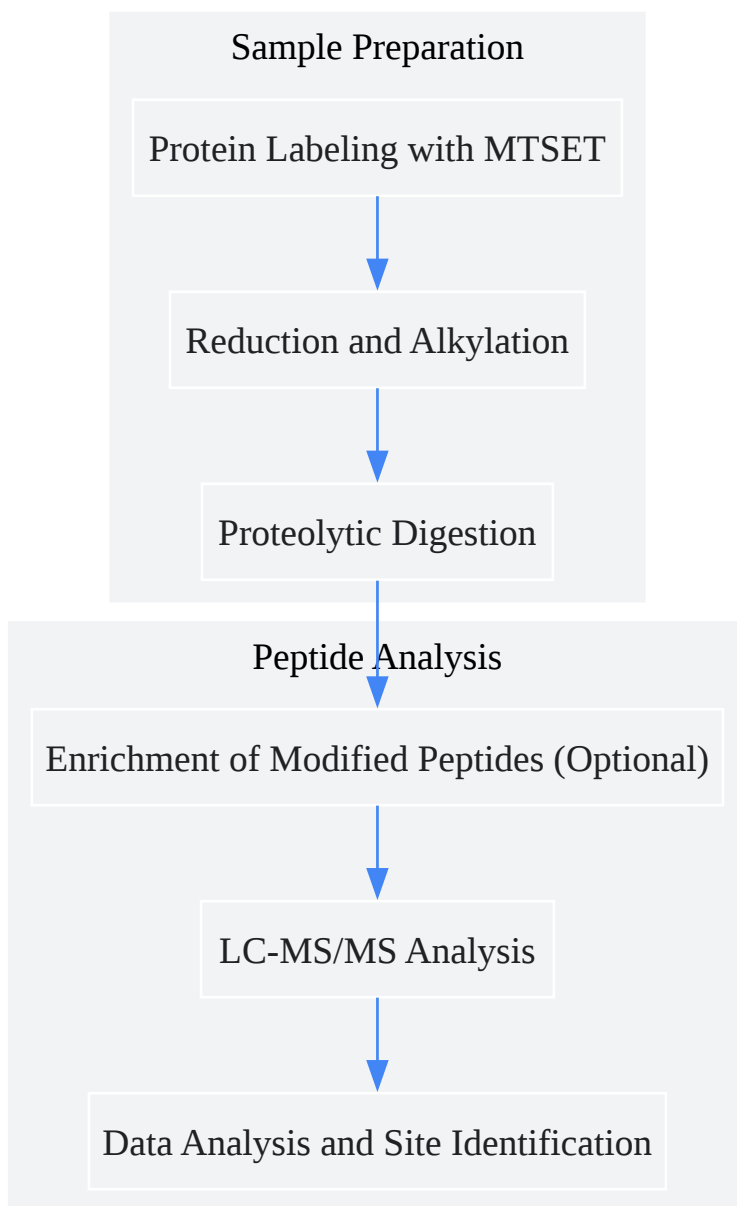 Sample Preparation
Protein Labeling with MTSET
Reduction and Alkylation
Proteolytic Digestion
Peptide Analysis
Enrichment of Modified Peptides (Optional)
LC-MS/MS Analysis
Data Analysis and Site Identification